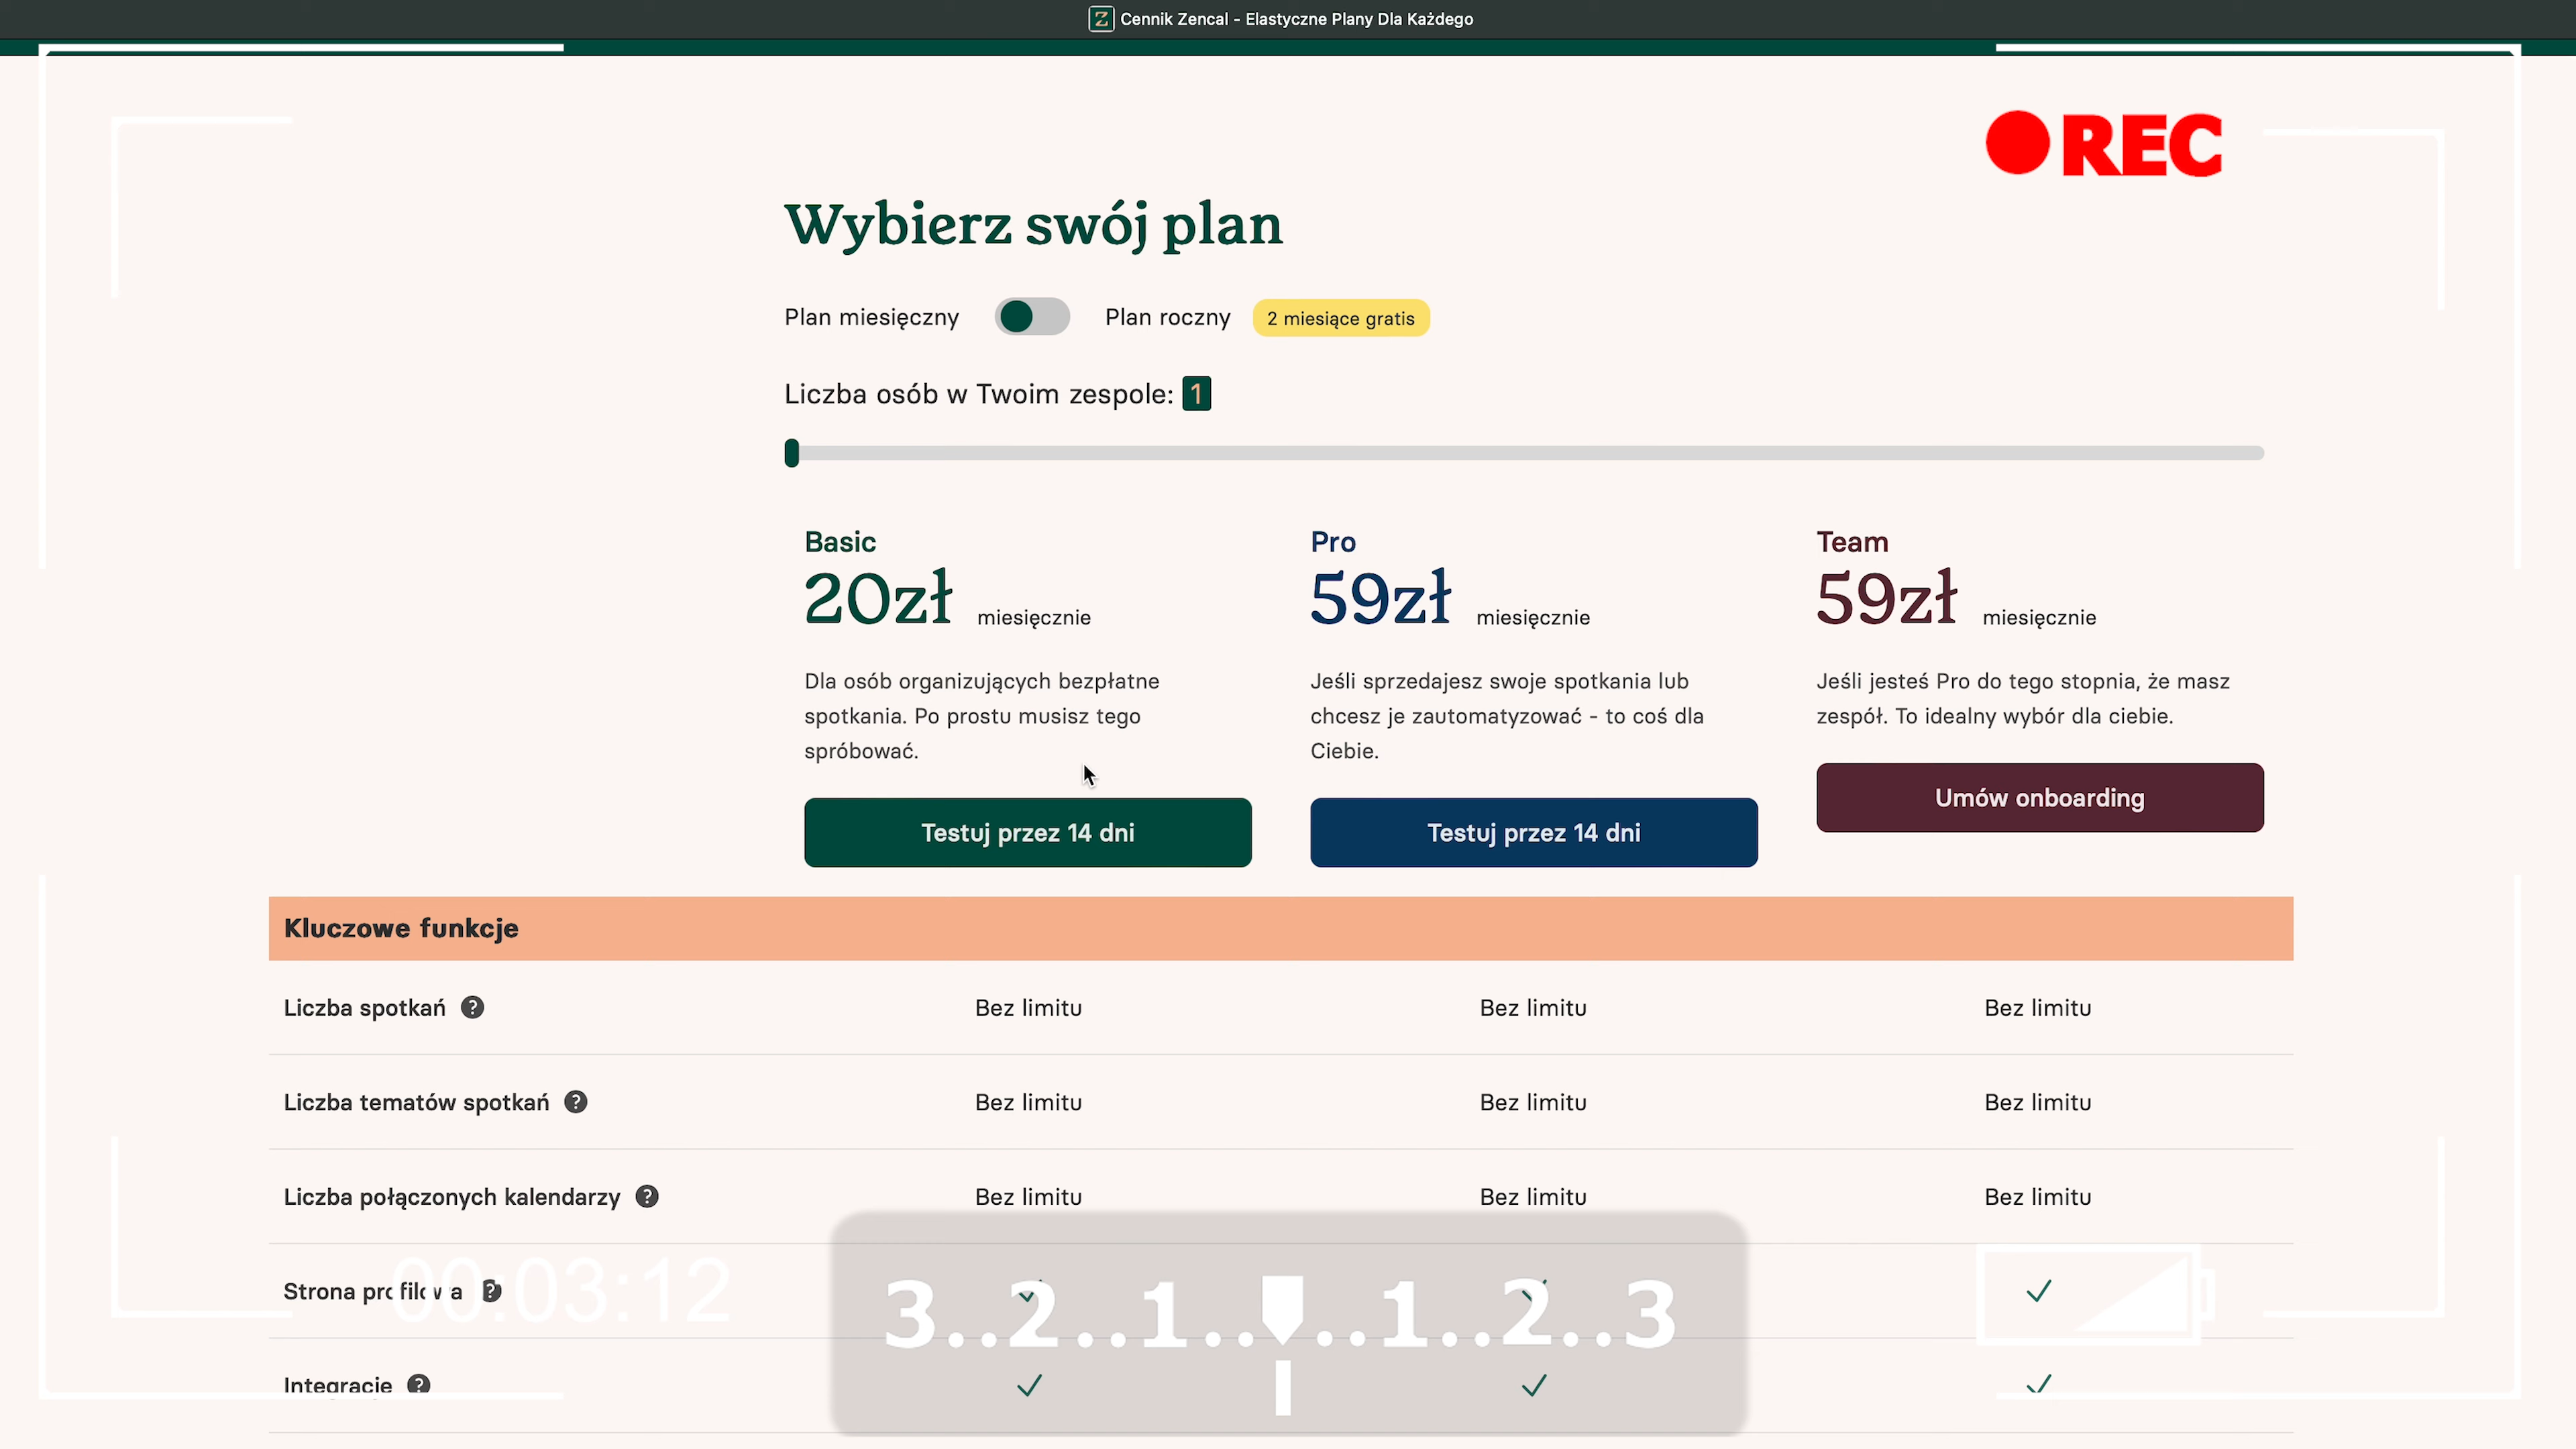 Cennik Zencal - Elastyczne Plany Dla Każdego
REC
Wybierz swój plan
Plan miesięczny Plan roczny 2 miesiące gratis
Liczba osób w Twoim zespole: 1
Basic
20zł miesięcznie
Dla osób organizujących bezpłatne
spotkania. Po prostu musisz tego
spróbować.
Testuj przez 14 dni
Pro
59zł miesięcznie
Jeśli sprzedajesz swoje spotkania lub
chcesz je zautomatyzować - to coś dla
Ciebie.
Testuj przez 14 dni
Team
59zł miesięcznie
Jeśli jesteś Pro do tego stopnia, że masz
zespół. To idealny wybór dla ciebie.
Umów onboarding
Kluczowe funkcje
Liczba spotkań ? Bez limitu Bez limitu Bez limitu
Liczba tematów spotkań ? Bez limitu Bez limitu Bez limitu
Liczba połączonych kalendarzy ? Bez limitu Bez limitu Bez limitu
Strona profilowa ?
00:03:12
3..2..1.. ..1..2..3
Integracje ?